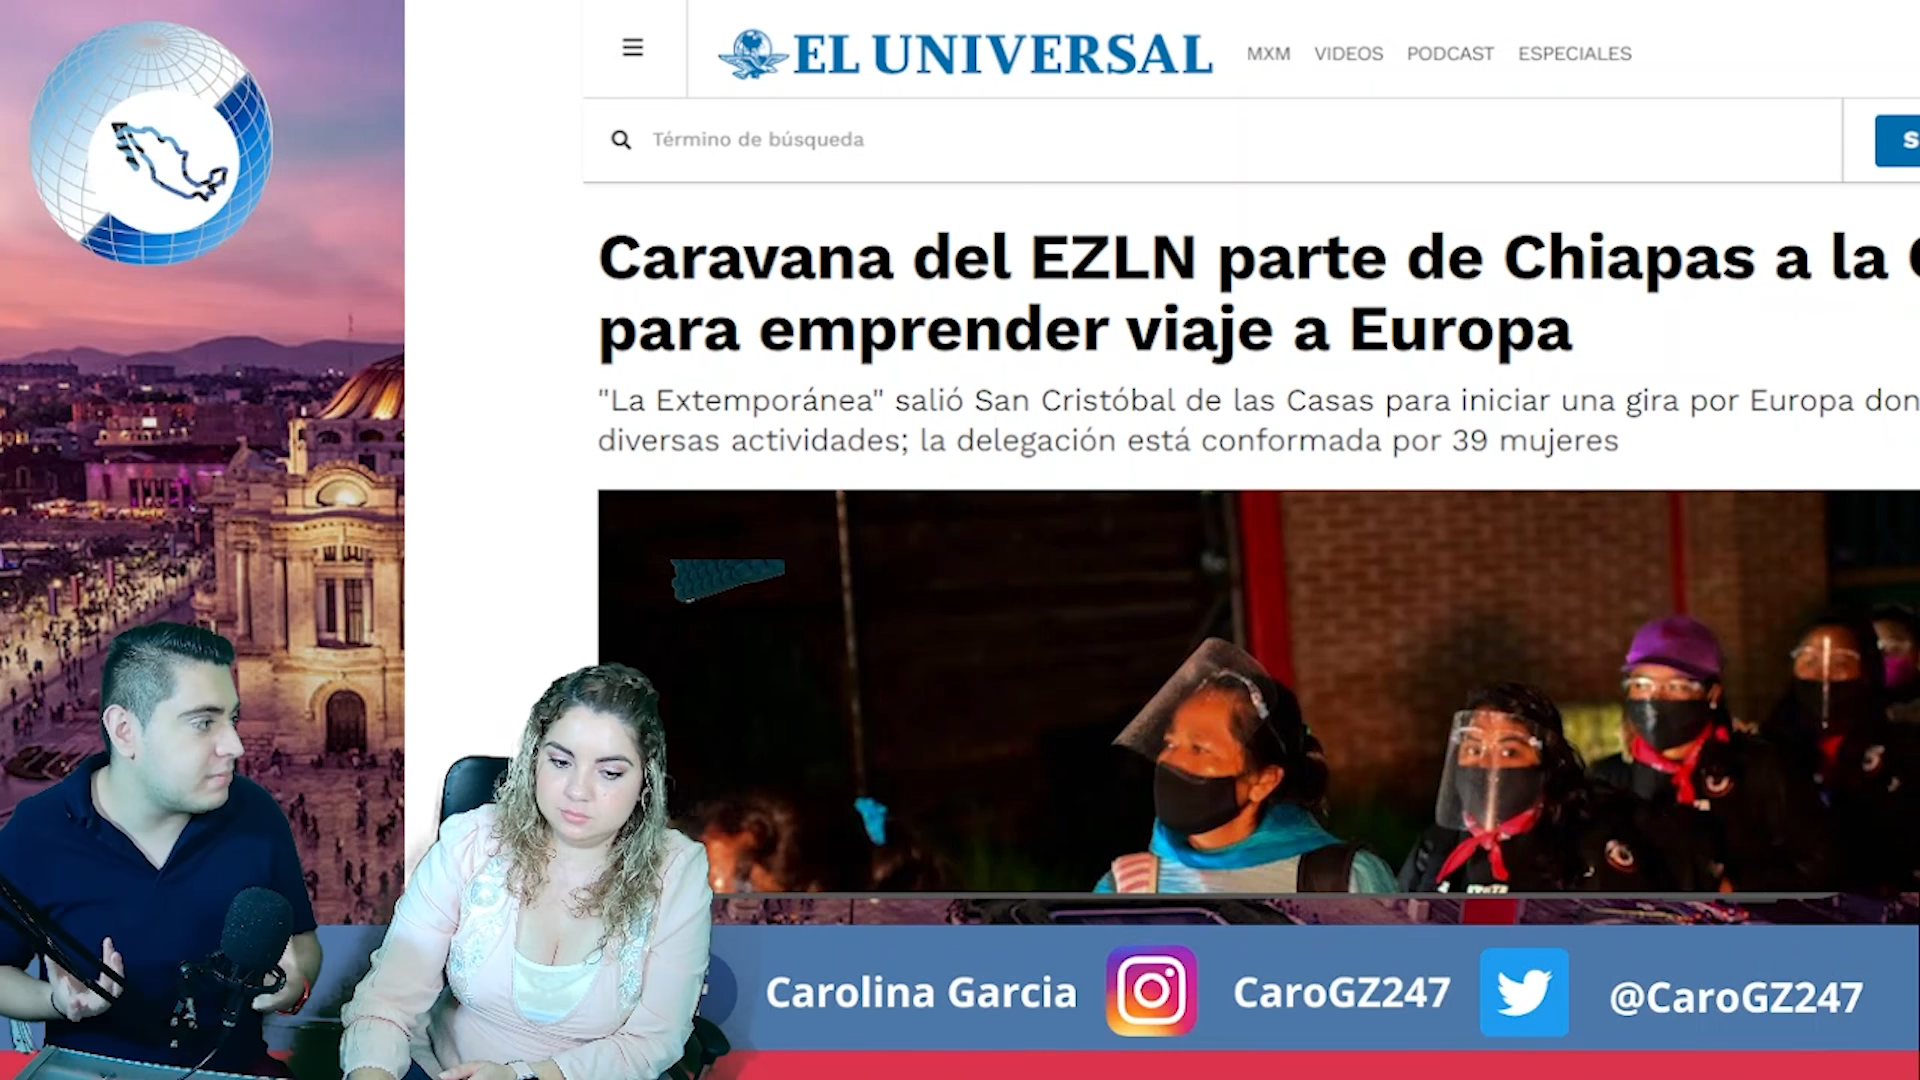 EL UNIVERSAL
MXM VIDEOS PODCAST ESPECIALES
Término de búsqueda
S
Caravana del EZLN parte de Chiapas a la
para emprender viaje a Europa
"La Extemporánea" salió San Cristóbal de las Casas para iniciar una gira por Europa don
diversas actividades; la delegación está conformada por 39 mujeres
Carolina Garcia CaroGZ247 @CaroGZ247